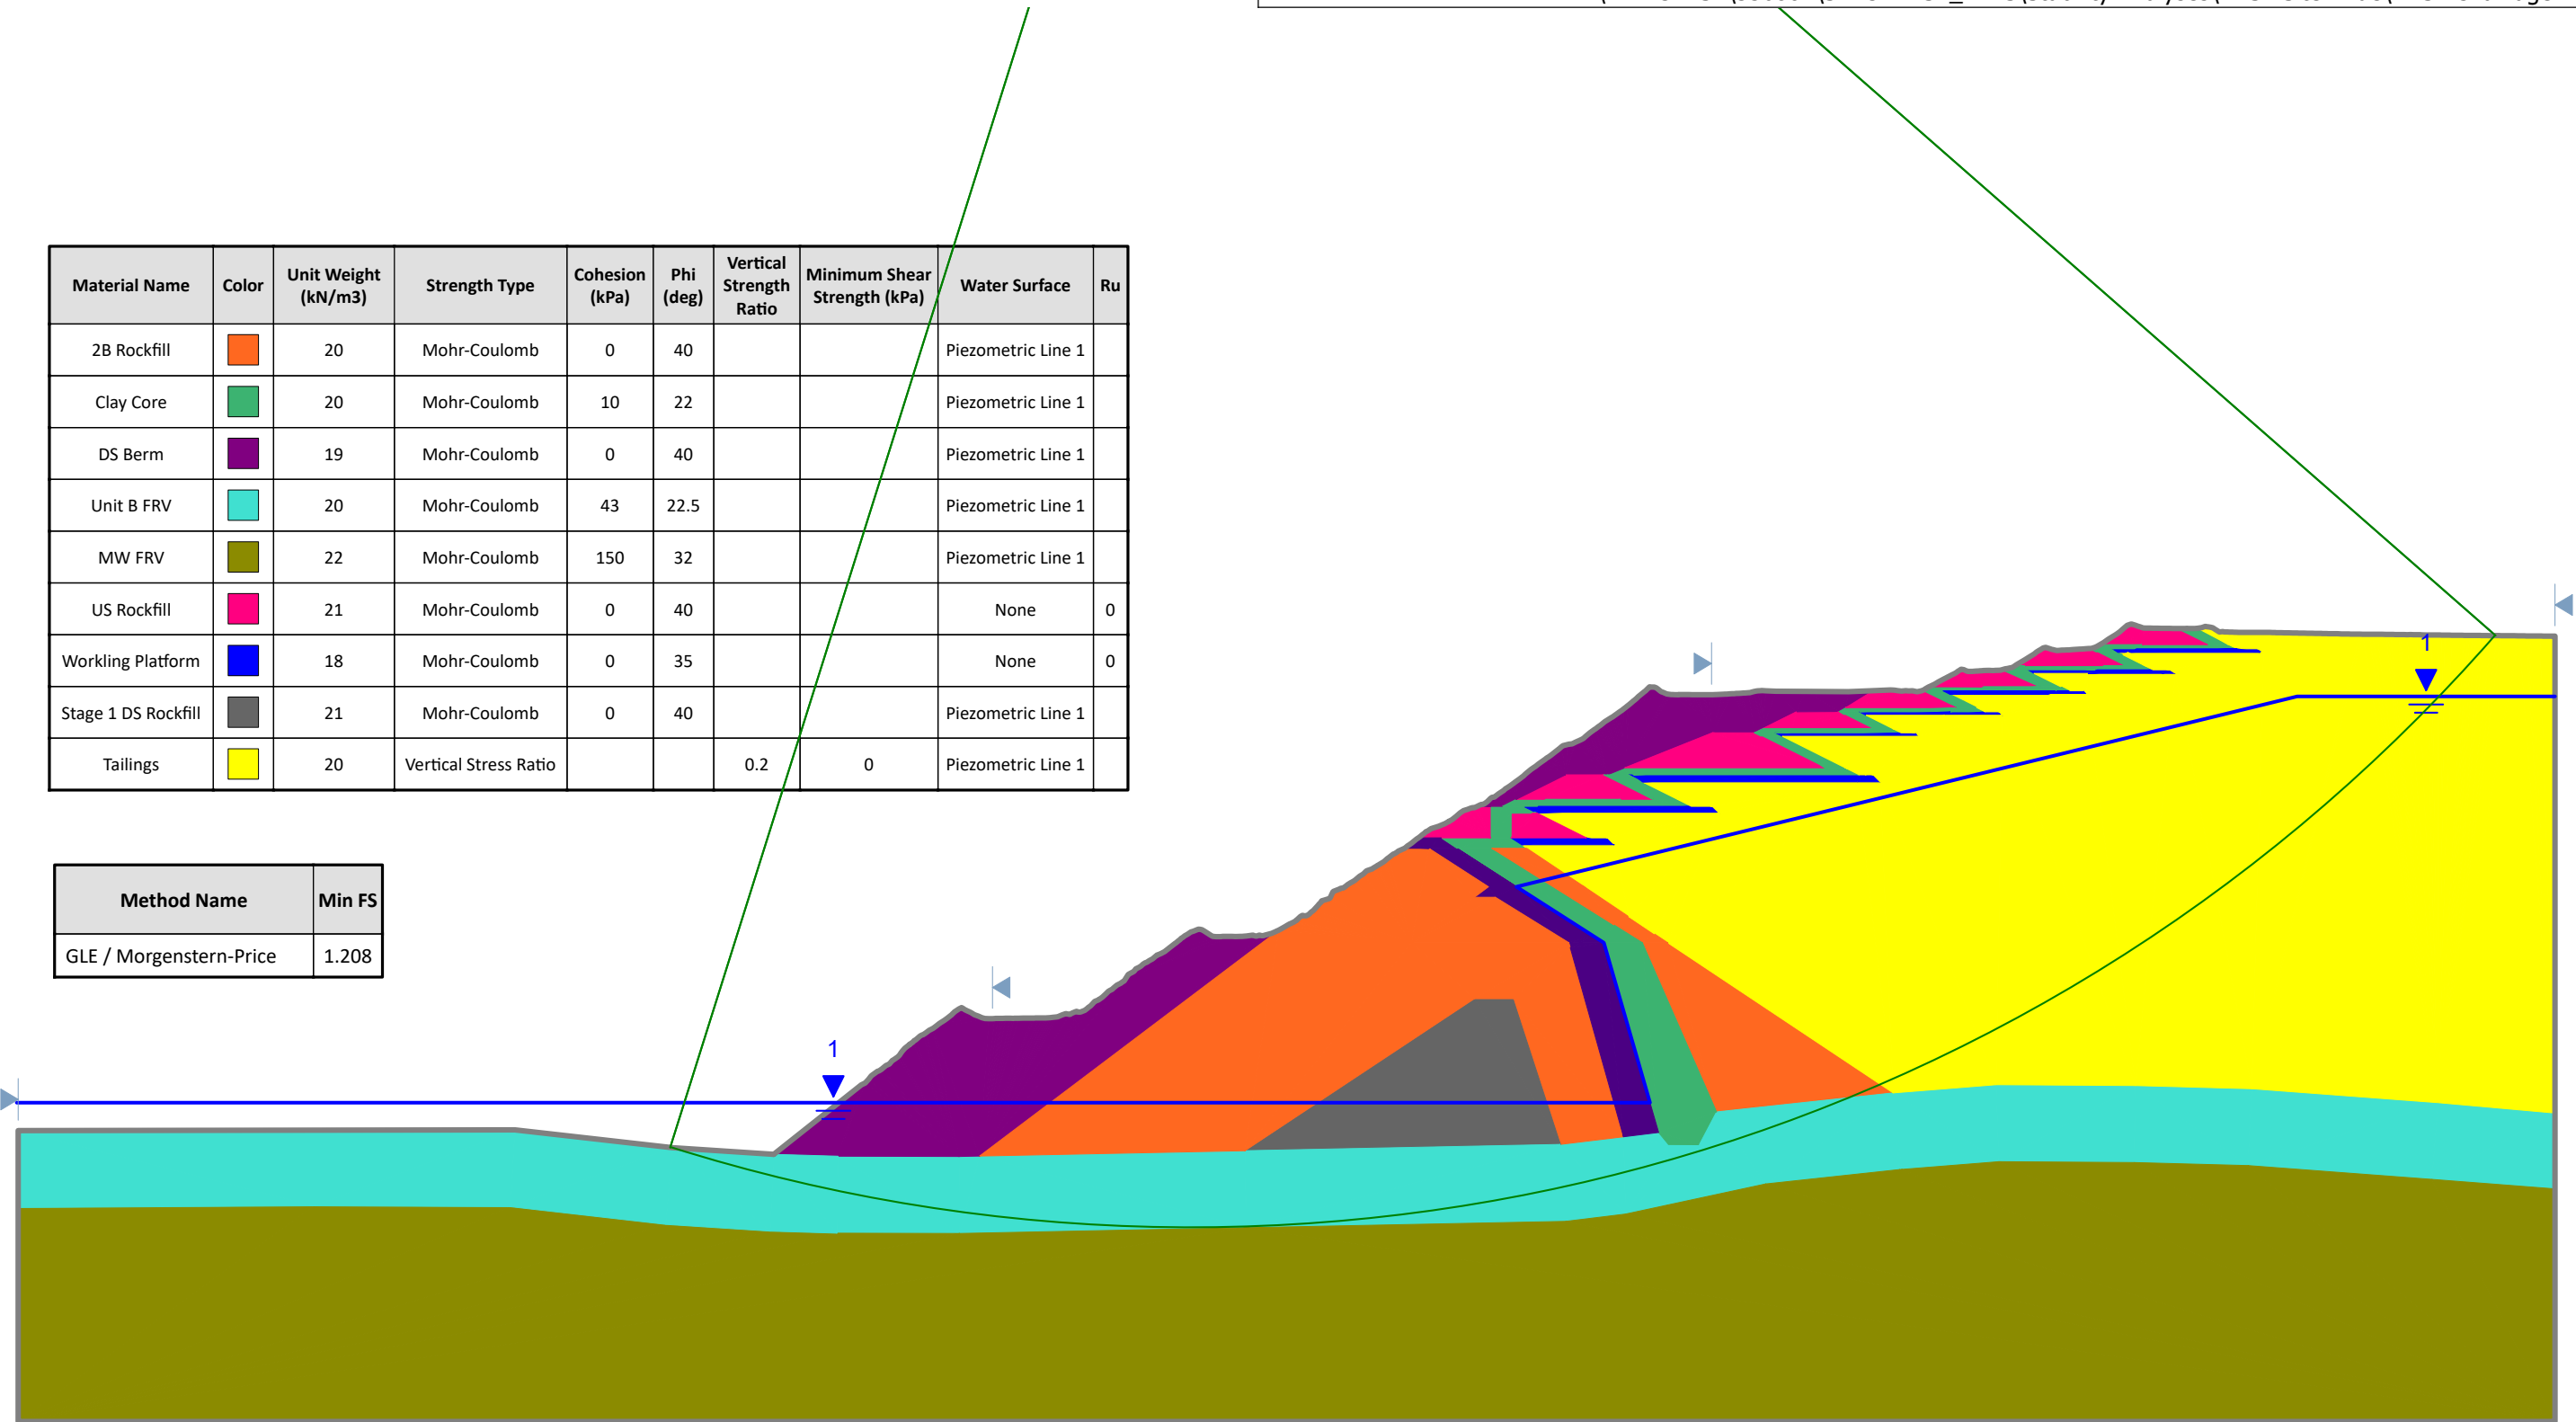 Material Name Color Unit Weight (kN/m3) Strength Type Cohesion (kPa) Phi (deg) Vertical Strength Ratio Minimum Shear Strength (kPa) Water Surface Ru
2B Rockfill 20 Mohr-Coulomb 0 40 Piezometric Line 1
Clay Core 20 Mohr-Coulomb 10 22 Piezometric Line 1
DS Berm 19 Mohr-Coulomb 0 40 Piezometric Line 1
Unit B FRV 20 Mohr-Coulomb 43 22.5 Piezometric Line 1
MW FRV 22 Mohr-Coulomb 150 32 Piezometric Line 1
US Rockfill 21 Mohr-Coulomb 0 40 None 0
Workling Platform 18 Mohr-Coulomb 0 35 None 0
Stage 1 DS Rockfill 21 Mohr-Coulomb 0 40 Piezometric Line 1
Tailings 20 Vertical Stress Ratio 0.2 0 Piezometric Line 1
1
Method Name Min FS
GLE / Morgenstern-Price 1.208
1